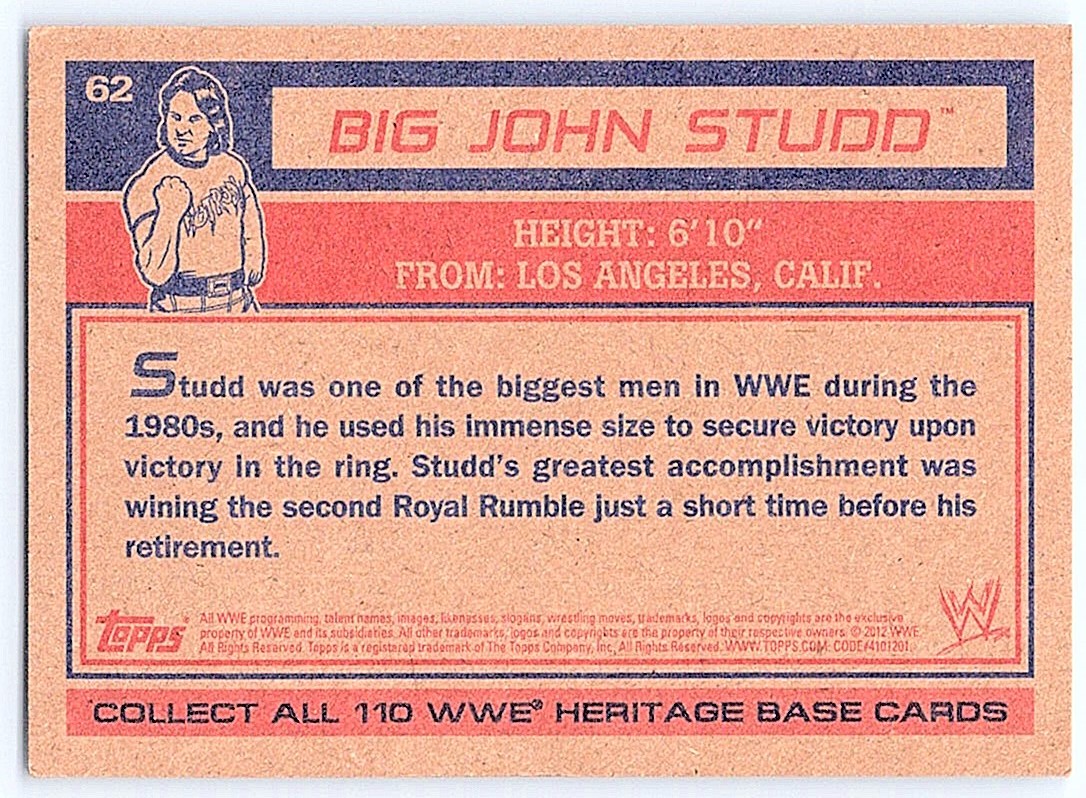 62
BIG JOHN STUDD™
HEIGHT: 6'10"
FROM: LOS ANGELES, CALIF.
HOT ROD
Studd was one of the biggest men in WWE during the
1980s, and he used his immense size to secure victory upon
victory in the ring. Studd's greatest accomplishment was
wining the second Royal Rumble just a short time before his
retirement.
topps®
All WWE programming, talent names, images, likenesses, slogans, wrestling moves, trademarks, logos and copyrights are the exclusive
property of WWE and its subsidiaries. All other trademarks, logos and copyrights are the property of their respective owners. © 2012 WWE
All Rights Reserved. Topps is a registered trademark of The Topps Company, Inc. All Rights Reserved. WWW.TOPPS.COM. CODE#4101201.
W
COLLECT ALL 110 WWE® HERITAGE BASE CARDS